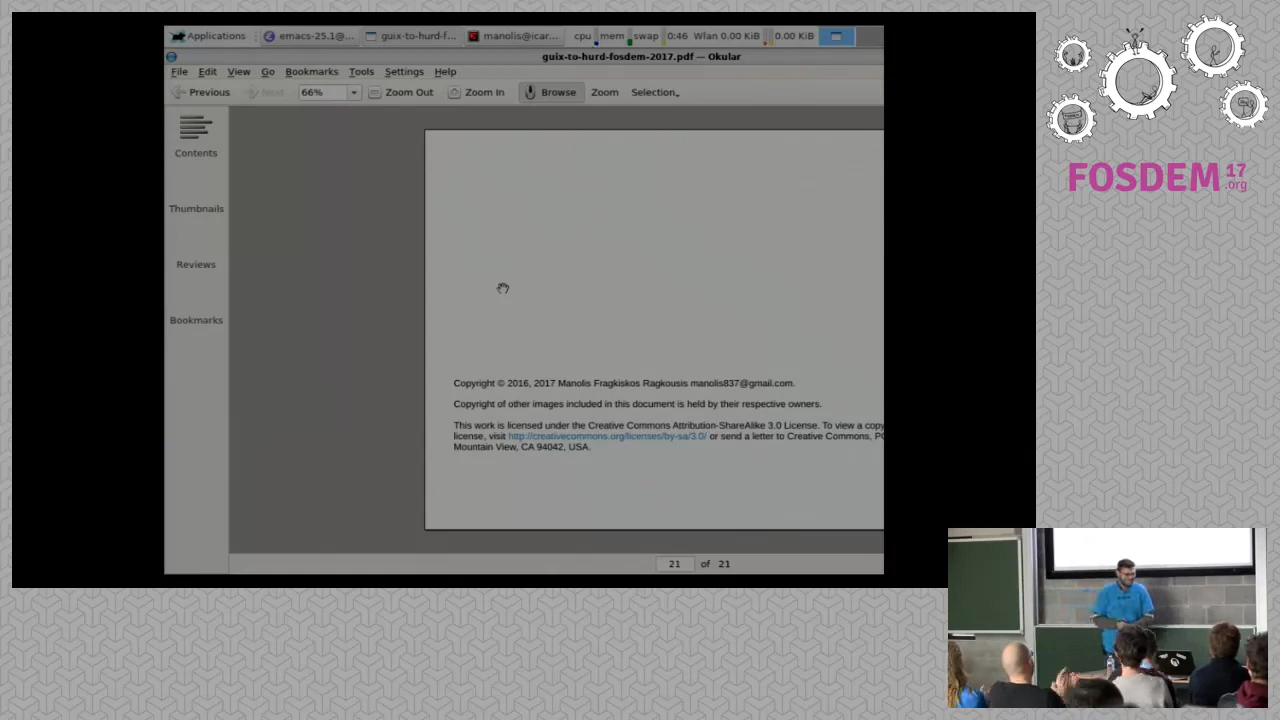 Applications
emacs-25.1@...
guix-to-hurd-f...
manolis@icar...
cpu
mem
swap
0:46 Wlan 0.00 KiB
0.00 KiB
guix-to-hurd-fosdem-2017.pdf — Okular
File Edit View Go Bookmarks Tools Settings Help
Previous
Next
66%
Zoom Out
Zoom In
Browse
Zoom
Selection
Contents
Thumbnails
Reviews
Bookmarks
Copyright © 2016, 2017 Manolis Fragkiskos Ragkousis manolis837@gmail.com.
Copyright of other images included in this document is held by their respective owners.
This work is licensed under the Creative Commons Attribution-ShareAlike 3.0 License. To view a copy
license, visit http://creativecommons.org/licenses/by-sa/3.0/ or send a letter to Creative Commons, PO
Mountain View, CA 94042, USA.
21 of 21
FOSDEM 17
.org